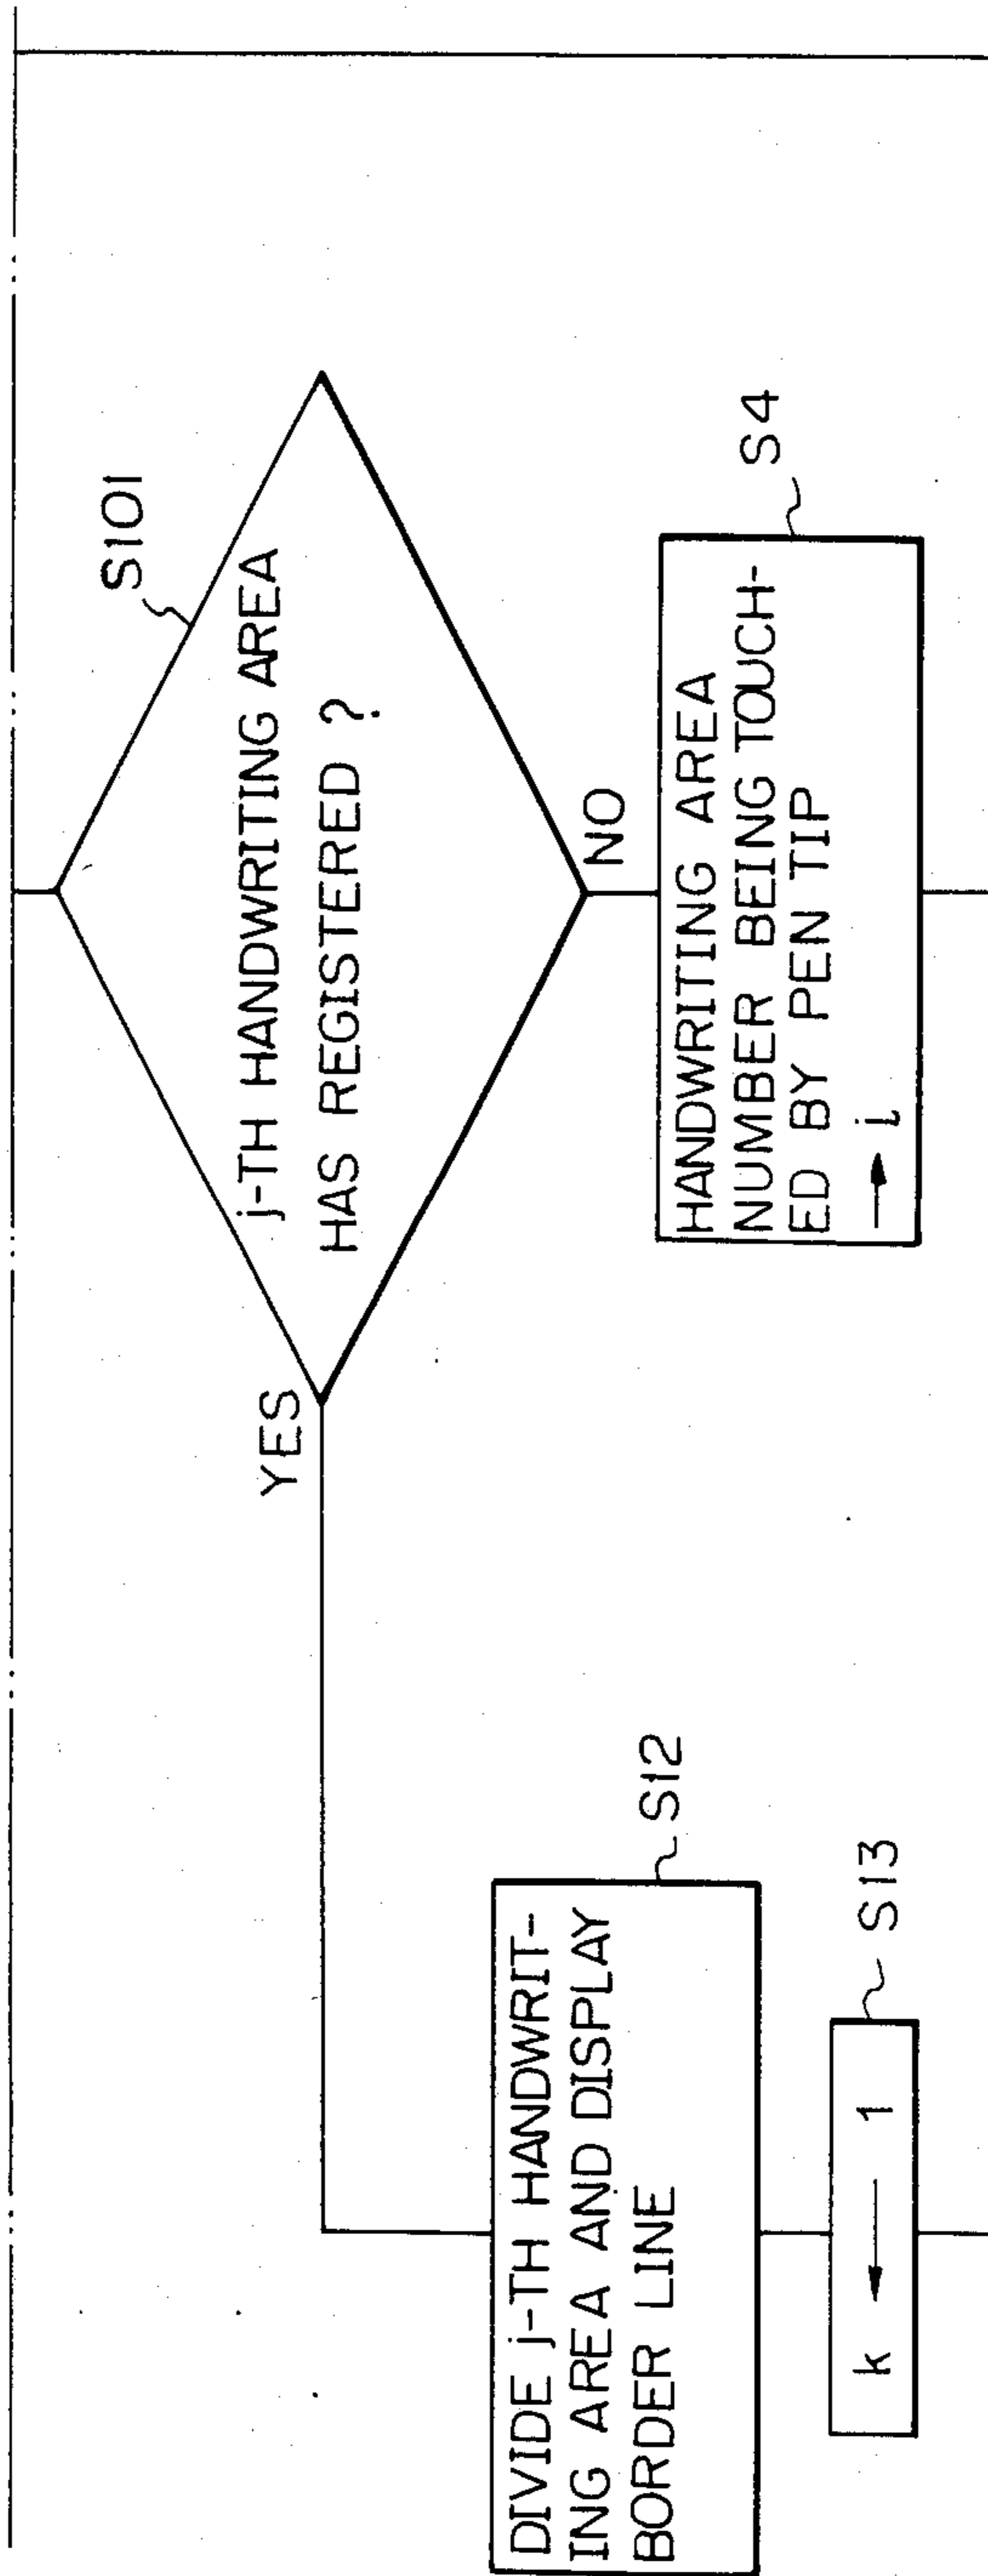 S101
j-TH HANDWRITING AREA
HAS REGISTERED ?
YES
NO
S4
HANDWRITING AREA
NUMBER BEING TOUCH-
ED BY PEN TIP
→ i
S12
DIVIDE j-TH HANDWRIT-
ING AREA AND DISPLAY
BORDER LINE
S13
k ← 1